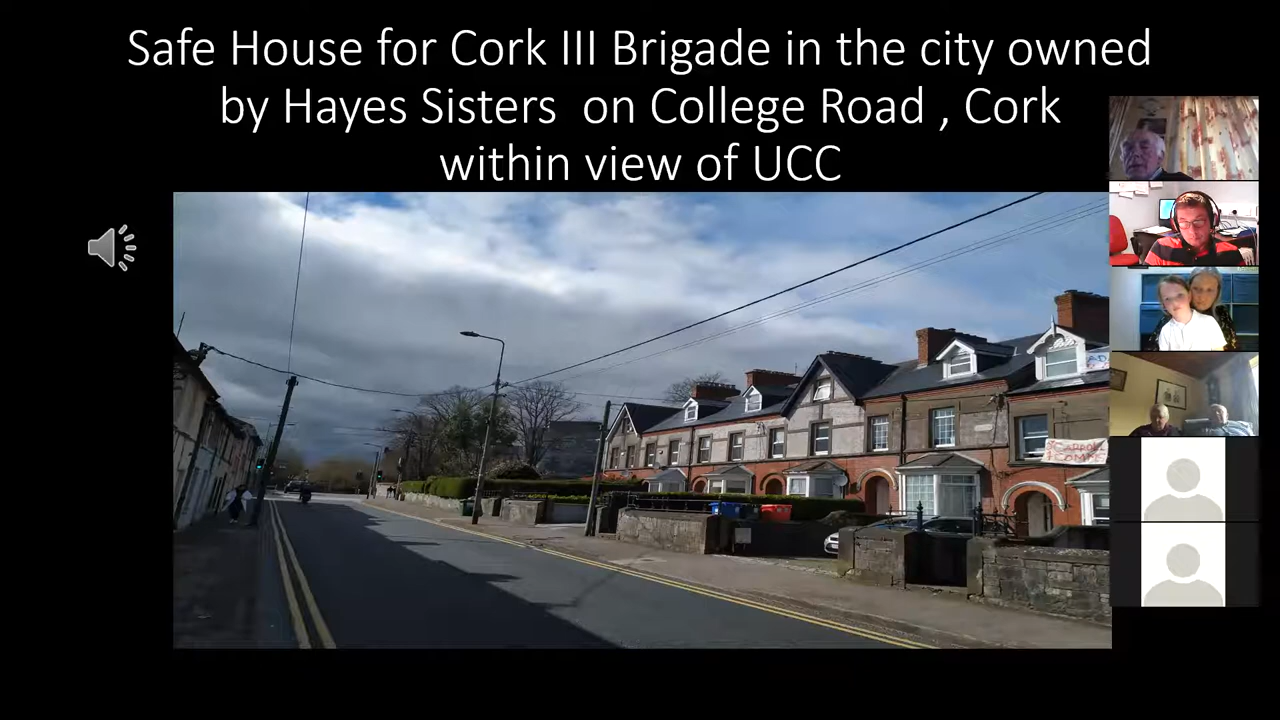 Safe House for Cork III Brigade in the city owned
by Hayes Sisters on College Road , Cork
within view of UCC